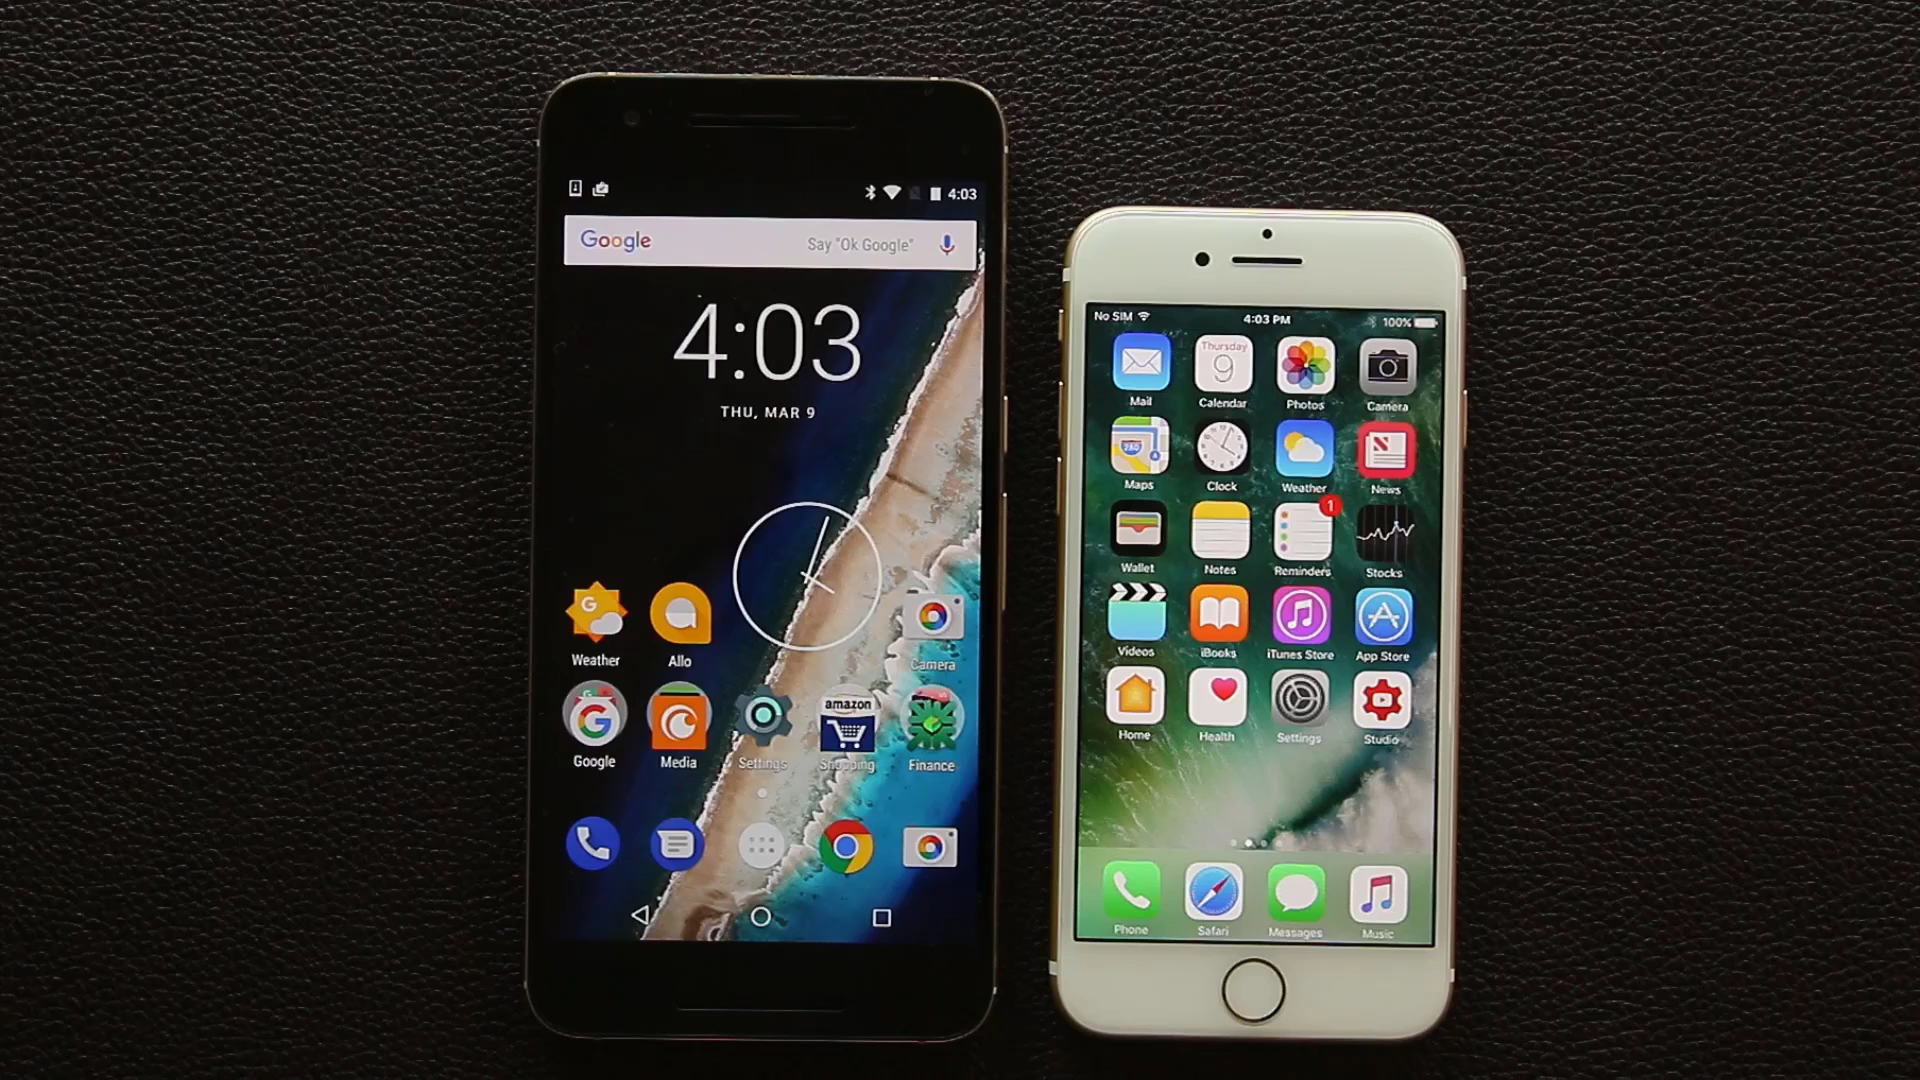 4:03
Google
Say "Ok Google"
4:03
THU, MAR 9
G
Weather
Allo
Camera
G
amazon
Google
Media
Settings
Shopping
Finance
No SIM
4:03 PM
100%
Thursday
9
Mail
Calendar
Photos
Camera
280
Maps
Clock
Weather
News
1
Wallet
Notes
Reminders
Stocks
Videos
iBooks
iTunes Store
App Store
Home
Health
Settings
Studio
Phone
Safari
Messages
Music